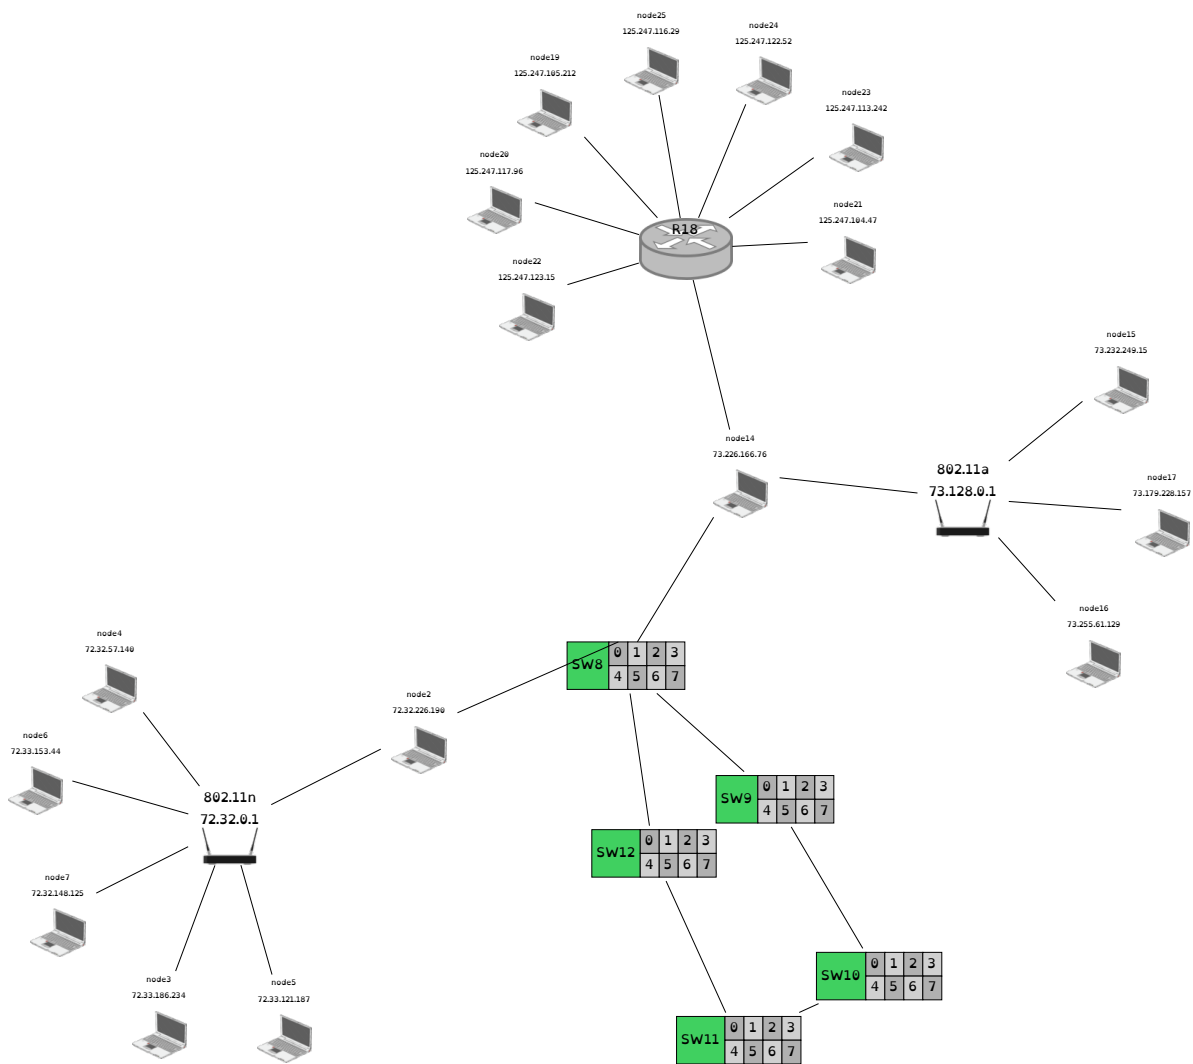 node25
125.247.116.29
node24
125.247.122.52
node19
125.247.105.212
node23
125.247.113.242
node20
125.247.117.96
node21
125.247.104.47
R18
node22
125.247.123.15
node15
73.232.249.15
node14
73.226.166.76
802.11a
73.128.0.1
node17
73.179.228.157
node16
73.255.61.129
node4
72.32.57.140
SW8
0 1 2 3
4 5 6 7
node2
72.32.226.190
node6
72.33.153.44
802.11n
72.32.0.1
SW9
0 1 2 3
4 5 6 7
SW12
0 1 2 3
4 5 6 7
node7
72.32.148.125
SW10
0 1 2 3
4 5 6 7
node3
72.33.186.234
node5
72.33.121.187
SW11
0 1 2 3
4 5 6 7